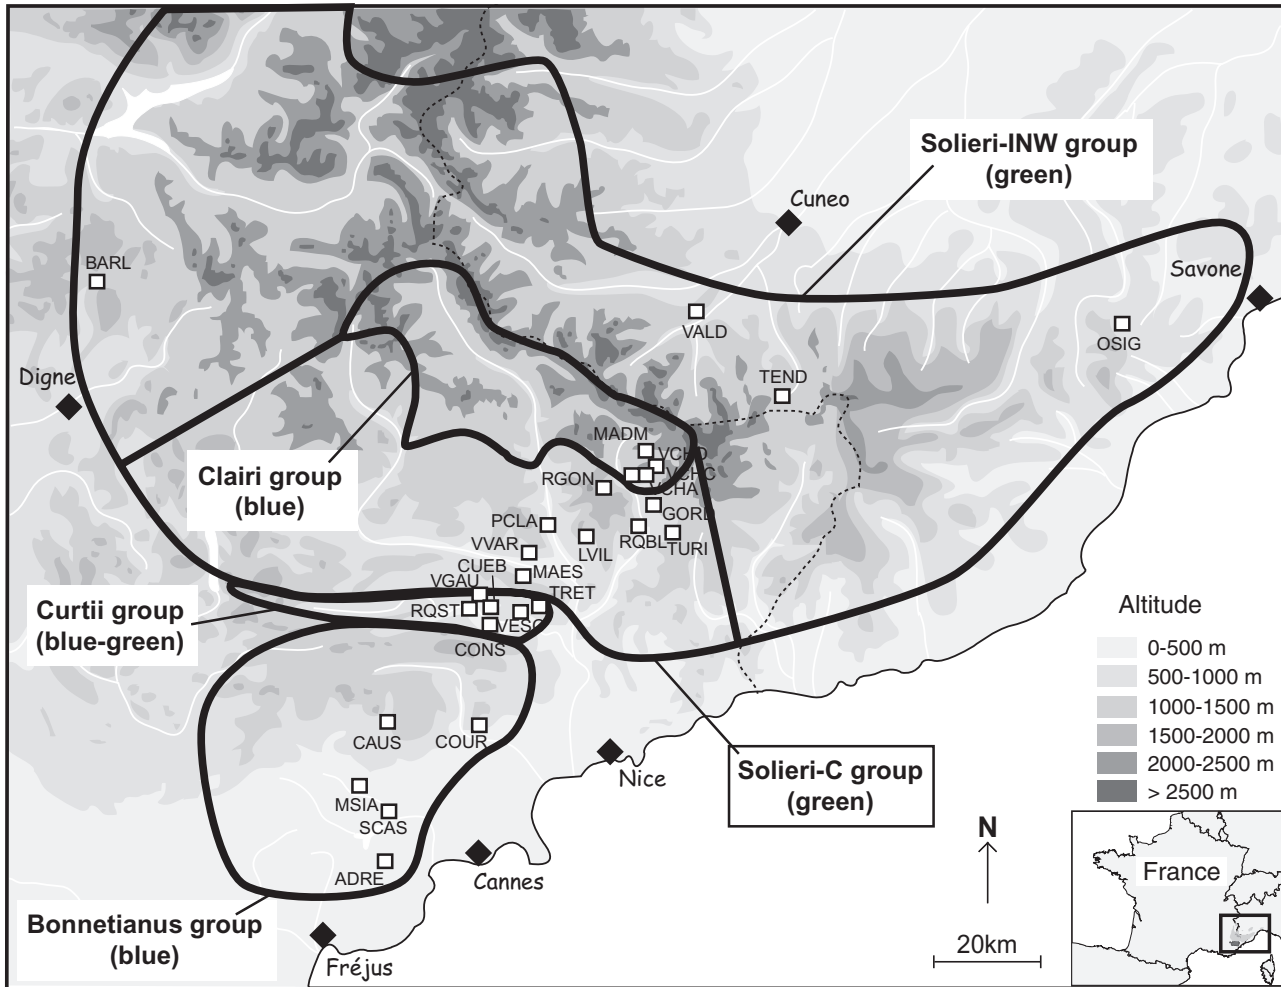 Solieri-INW group
(green)
Cuneo
Savone
BARL
VALD
OSIG
Digne
TEND
MADM
VCHD
VCHC
VCHA
RGON
Clairi group
(blue)
GORD
PCLA
RQBL
TURI
LVIL
VVAR
CUEB
MAES
VGAU
TRET
Curtii group
(blue-green)
RQST
VESC
CONS
Altitude
0-500 m
500-1000 m
1000-1500 m
1500-2000 m
2000-2500 m
> 2500 m
CAUS
COUR
Nice
Solieri-C group
(green)
MSIA
SCAS
N
ADRE
Cannes
France
Bonnetianus group
(blue)
Fréjus
20km